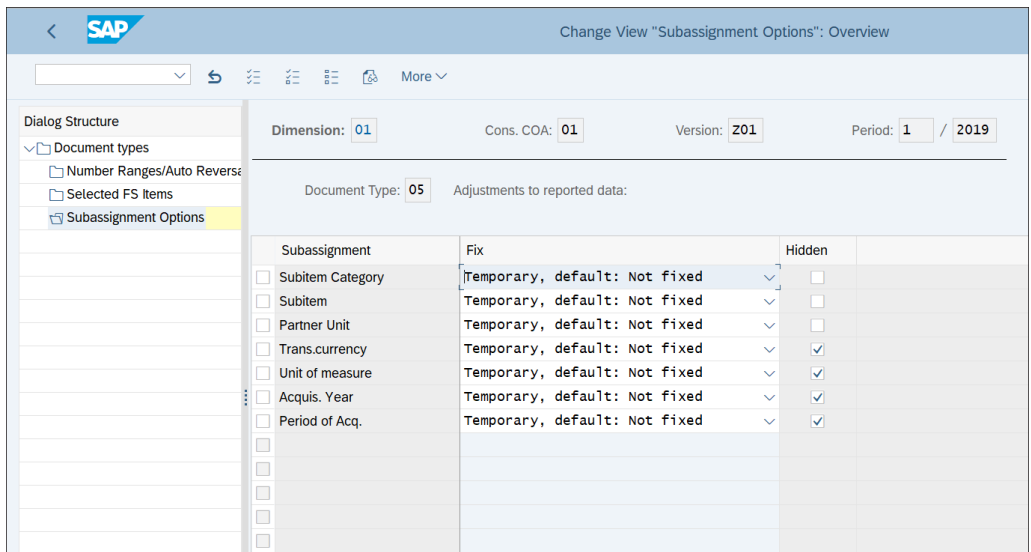 SAP
Change View "Subassignment Options": Overview
More
Dialog Structure
Document types
Number Ranges/Auto Reversa
Selected FS Items
Subassignment Options
Dimension: 01 Cons. COA: 01 Version: Z01 Period: 1 / 2019
Document Type: 05 Adjustments to reported data:
Subassignment Fix Hidden
Subitem Category Temporary, default: Not fixed
Subitem Temporary, default: Not fixed
Partner Unit Temporary, default: Not fixed
Trans.currency Temporary, default: Not fixed
Unit of measure Temporary, default: Not fixed
Acquis. Year Temporary, default: Not fixed
Period of Acq. Temporary, default: Not fixed